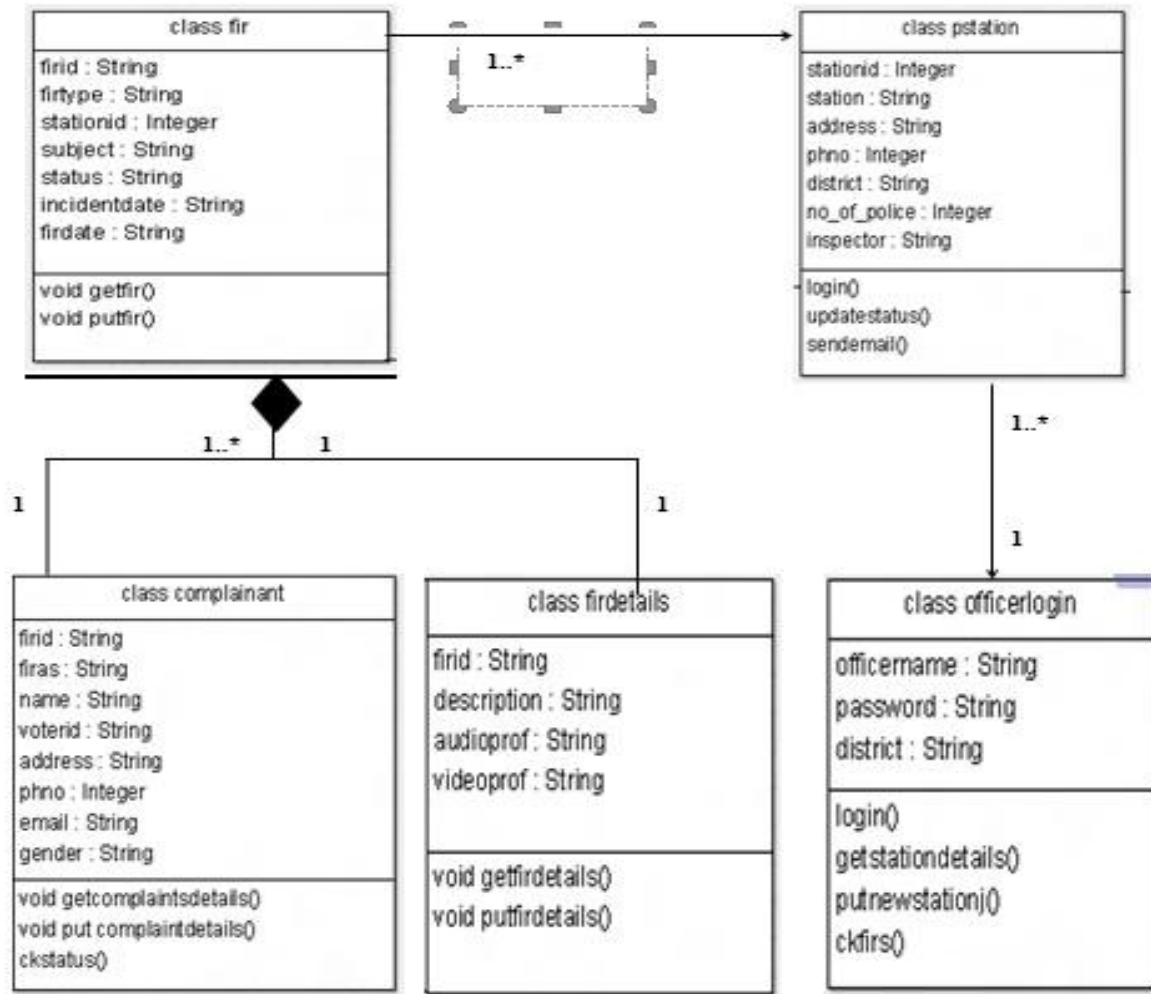 class fir
firid : String
firtype : String
stationid : Integer
subject : String
status : String
incidentdate : String
firdate : String
void getfir()
void putfir()
1..*
class pstation
stationid : Integer
station : String
address : String
phno : Integer
district : String
no_of_police : Integer
inspector : String
login()
updatestatus()
sendemail()
1..*
1
1
1
1..*
1
class complainant
firid : String
firas : String
name : String
voterid : String
address : String
phno : Integer
email : String
gender : String
void getcomplaintsdetails()
void put complaintdetails()
ckstatus()
class firdetails
firid : String
description : String
audioprof : String
videoprof : String
void getfirdetails()
void putfirdetails()
class officerlogin
officername : String
password : String
district : String
login()
getstationdetails()
putnewstationj()
ckfirs()